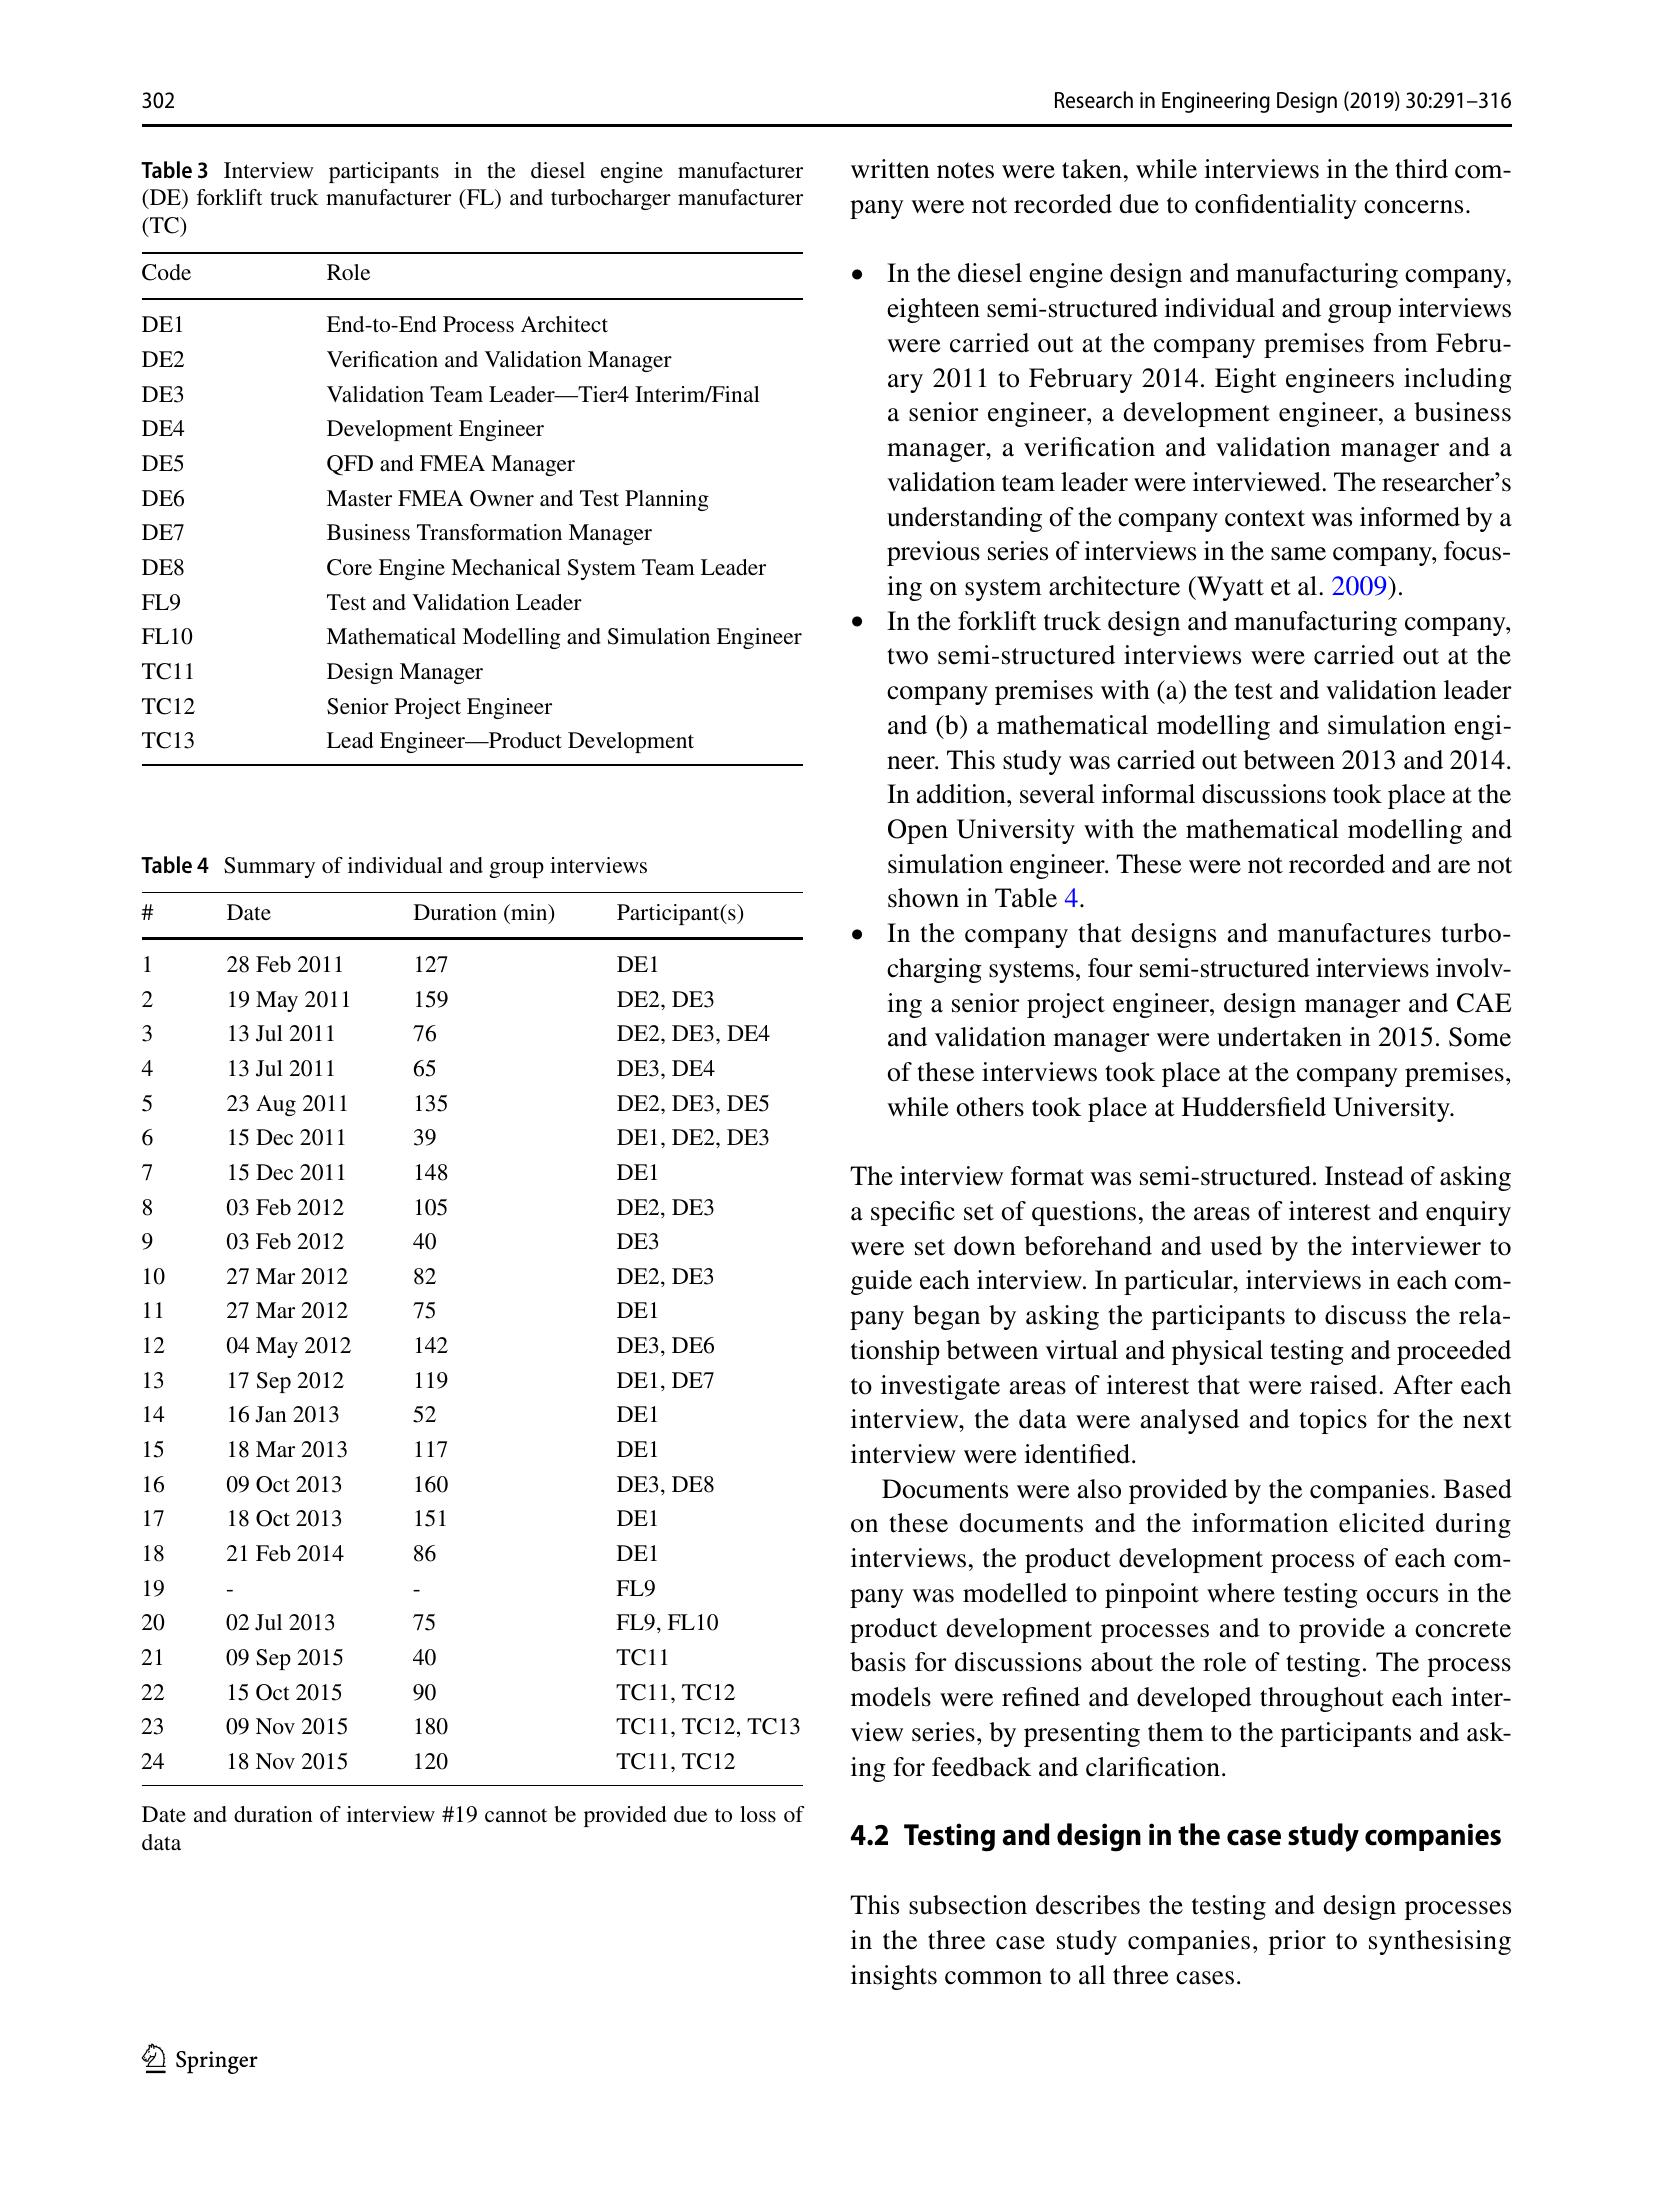 302
Research in Engineering Design (2019) 30:291–316
Table 3 Interview participants in the diesel engine manufacturer
(DE) forklift truck manufacturer (FL) and turbocharger manufacturer
(TC)
Code Role
DE1 End-to-End Process Architect
DE2 Verification and Validation Manager
DE3 Validation Team Leader—Tier4 Interim/Final
DE4 Development Engineer
DE5 QFD and FMEA Manager
DE6 Master FMEA Owner and Test Planning
DE7 Business Transformation Manager
DE8 Core Engine Mechanical System Team Leader
FL9 Test and Validation Leader
FL10 Mathematical Modelling and Simulation Engineer
TC11 Design Manager
TC12 Senior Project Engineer
TC13 Lead Engineer—Product Development
Table 4 Summary of individual and group interviews
# Date Duration (min) Participant(s)
1 28 Feb 2011 127 DE1
2 19 May 2011 159 DE2, DE3
3 13 Jul 2011 76 DE2, DE3, DE4
4 13 Jul 2011 65 DE3, DE4
5 23 Aug 2011 135 DE2, DE3, DE5
6 15 Dec 2011 39 DE1, DE2, DE3
7 15 Dec 2011 148 DE1
8 03 Feb 2012 105 DE2, DE3
9 03 Feb 2012 40 DE3
10 27 Mar 2012 82 DE2, DE3
11 27 Mar 2012 75 DE1
12 04 May 2012 142 DE3, DE6
13 17 Sep 2012 119 DE1, DE7
14 16 Jan 2013 52 DE1
15 18 Mar 2013 117 DE1
16 09 Oct 2013 160 DE3, DE8
17 18 Oct 2013 151 DE1
18 21 Feb 2014 86 DE1
19 - - FL9
20 02 Jul 2013 75 FL9, FL10
21 09 Sep 2015 40 TC11
22 15 Oct 2015 90 TC11, TC12
23 09 Nov 2015 180 TC11, TC12, TC13
24 18 Nov 2015 120 TC11, TC12
Date and duration of interview #19 cannot be provided due to loss of
data
written notes were taken, while interviews in the third com-
pany were not recorded due to confidentiality concerns.
• In the diesel engine design and manufacturing company,
eighteen semi-structured individual and group interviews
were carried out at the company premises from Febru-
ary 2011 to February 2014. Eight engineers including
a senior engineer, a development engineer, a business
manager, a verification and validation manager and a
validation team leader were interviewed. The researcher’s
understanding of the company context was informed by a
previous series of interviews in the same company, focus-
ing on system architecture (Wyatt et al. 2009).
• In the forklift truck design and manufacturing company,
two semi-structured interviews were carried out at the
company premises with (a) the test and validation leader
and (b) a mathematical modelling and simulation engi-
neer. This study was carried out between 2013 and 2014.
In addition, several informal discussions took place at the
Open University with the mathematical modelling and
simulation engineer. These were not recorded and are not
shown in Table 4.
• In the company that designs and manufactures turbo-
charging systems, four semi-structured interviews involv-
ing a senior project engineer, design manager and CAE
and validation manager were undertaken in 2015. Some
of these interviews took place at the company premises,
while others took place at Huddersfield University.
The interview format was semi-structured. Instead of asking
a specific set of questions, the areas of interest and enquiry
were set down beforehand and used by the interviewer to
guide each interview. In particular, interviews in each com-
pany began by asking the participants to discuss the rela-
tionship between virtual and physical testing and proceeded
to investigate areas of interest that were raised. After each
interview, the data were analysed and topics for the next
interview were identified.
Documents were also provided by the companies. Based
on these documents and the information elicited during
interviews, the product development process of each com-
pany was modelled to pinpoint where testing occurs in the
product development processes and to provide a concrete
basis for discussions about the role of testing. The process
models were refined and developed throughout each inter-
view series, by presenting them to the participants and ask-
ing for feedback and clarification.
4.2 Testing and design in the case study companies
This subsection describes the testing and design processes
in the three case study companies, prior to synthesising
insights common to all three cases.
Springer